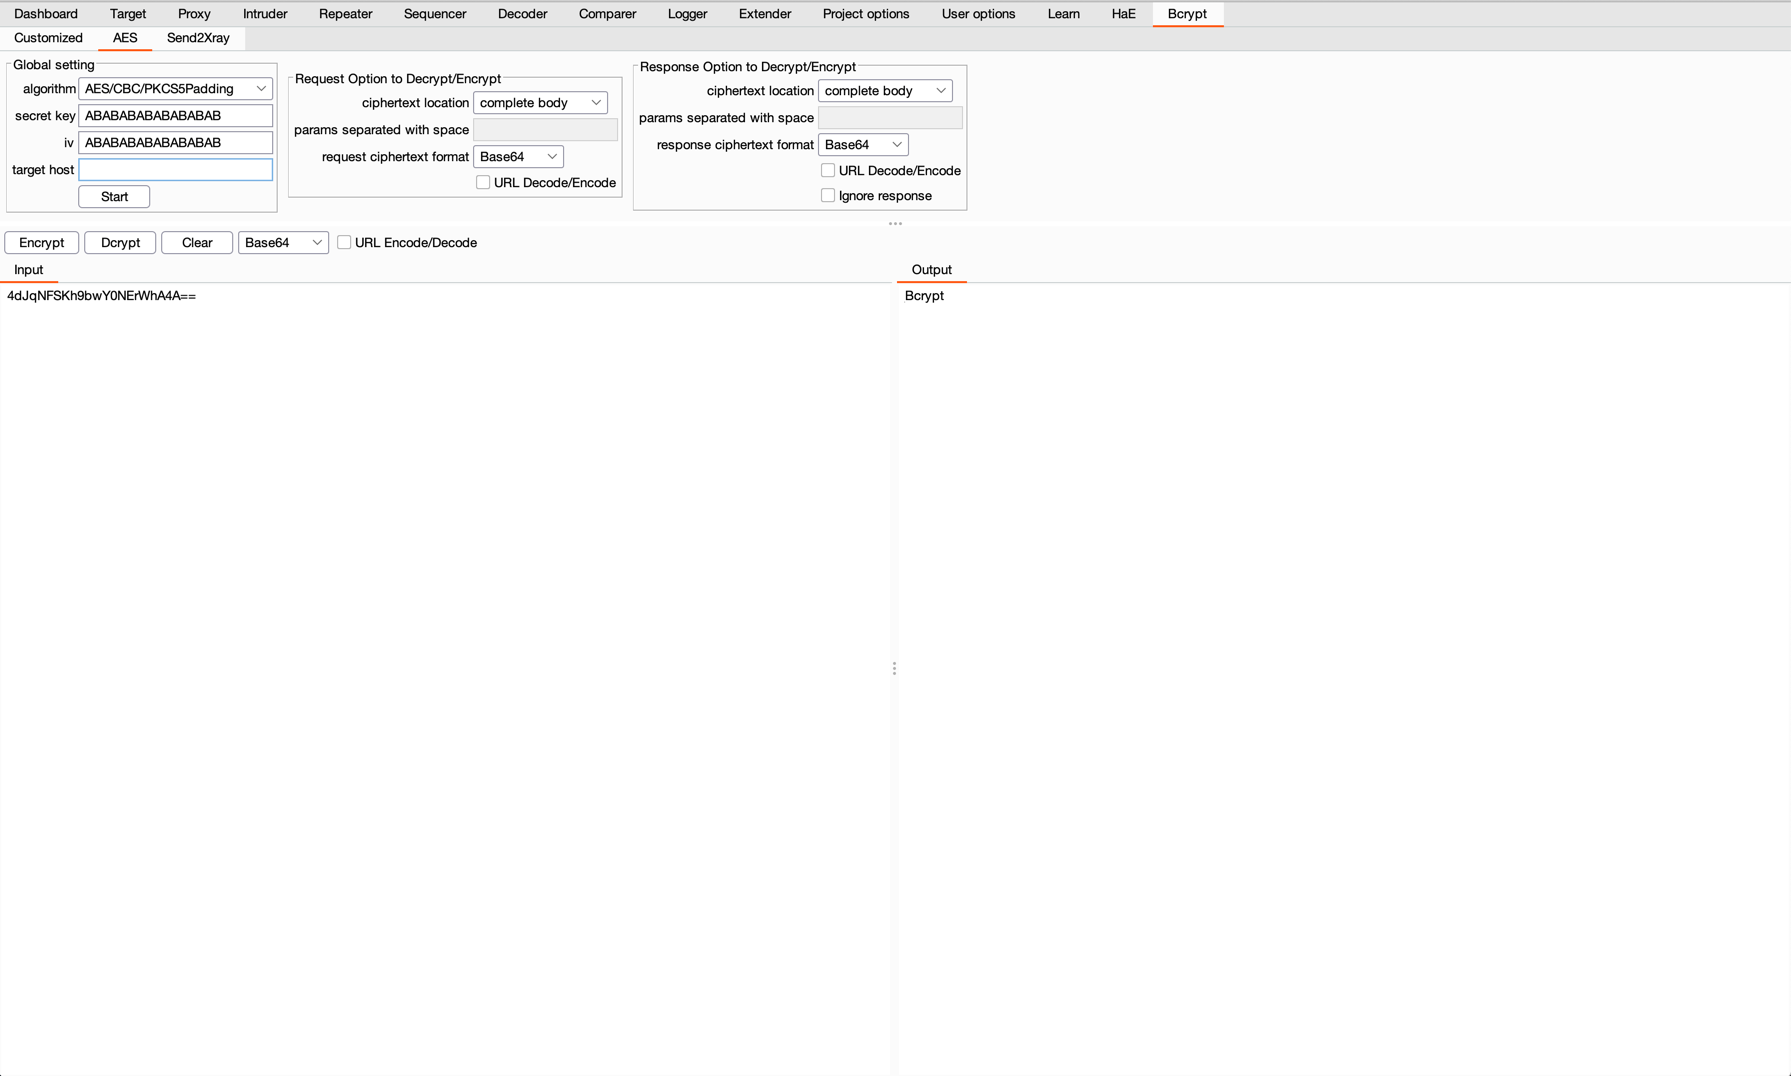 Dashboard Target Proxy Intruder Repeater Sequencer Decoder Comparer Logger Extender Project options User options Learn HaE Bcrypt
Customized AES Send2Xray
Global setting
algorithm AES/CBC/PKCS5Padding
secret key ABABABABABABABAB
iv ABABABABABABABAB
target host
Start
Request Option to Decrypt/Encrypt
ciphertext location complete body
params separated with space
request ciphertext format Base64
URL Decode/Encode
Response Option to Decrypt/Encrypt
ciphertext location complete body
params separated with space
response ciphertext format Base64
URL Decode/Encode
Ignore response
Encrypt Dcrypt Clear Base64 URL Encode/Decode
Input
4dJqNFSKh9bwY0NErWhA4A==
Output
Bcrypt